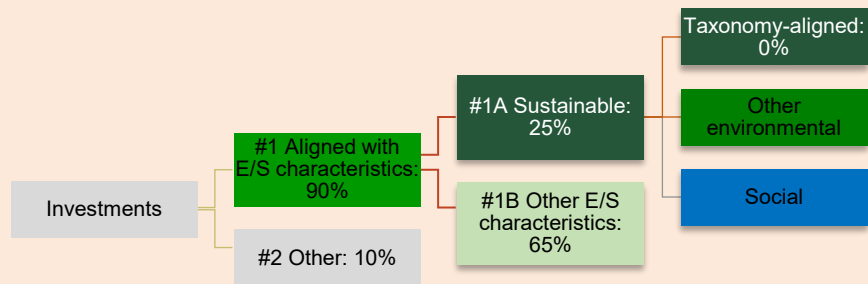 Taxonomy-aligned:
0%
#1A Sustainable:
25%
Other
environmental
#1 Aligned with
E/S characteristics:
90%
Investments
Social
#1B Other E/S
characteristics:
65%
#2 Other: 10%